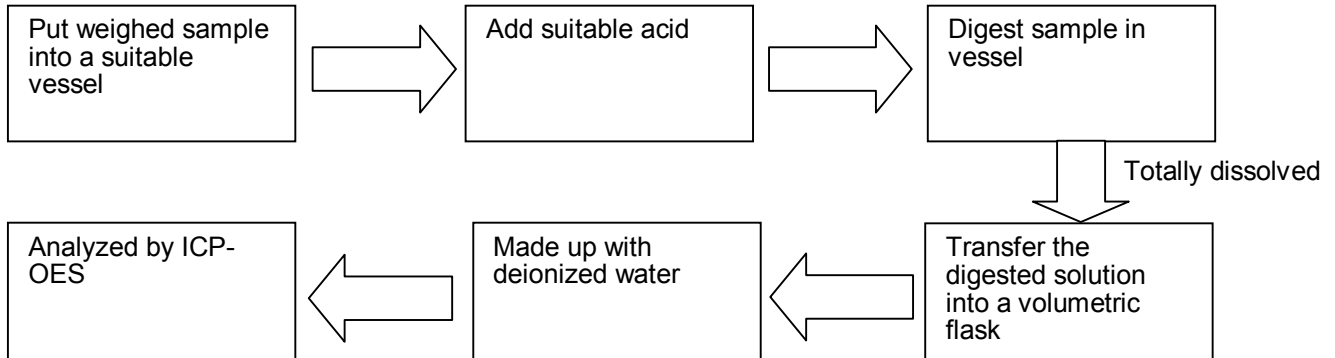 Put weighed sample
into a suitable
vessel
Add suitable acid
Digest sample in
vessel
Totally dissolved
Transfer the
digested solution
into a volumetric
flask
Made up with
deionized water
Analyzed by ICP-
OES